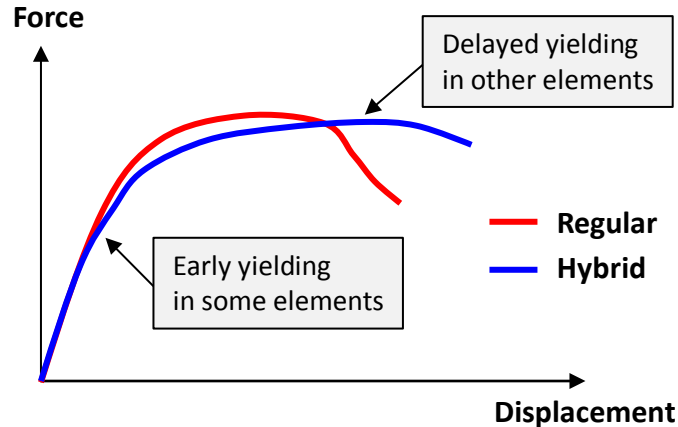 Force
Delayed yielding
in other elements
Regular
Hybrid
Early yielding
in some elements
Displacement